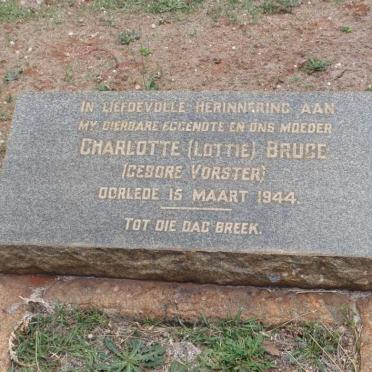 IN LIEFDEVOLLE HERINNERING AAN
MY DIERBARE EGGENOTE EN ONS MOEDER
CHARLOTTE (LOTTIE) BRUCE
(GEBORE VORSTER)
OORLEDE 15 MAART 1944.
TOT DIE DAG BREEK.